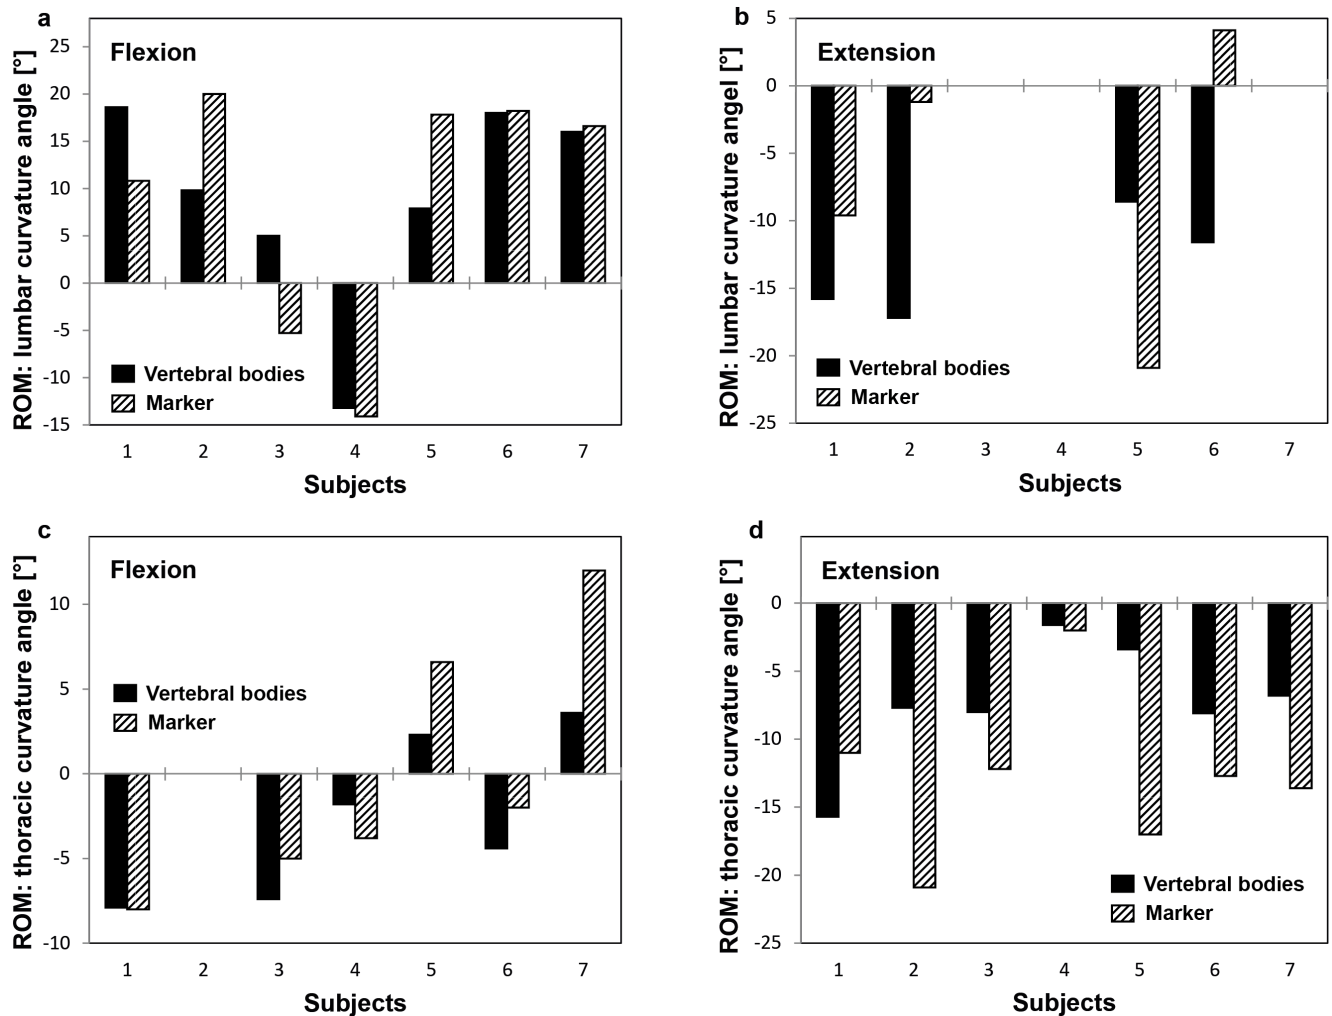 a
Flexion
ROM: lumbar curvature angle [°]
25
20
15
10
5
0
-5
-10
-15
Vertebral bodies
Marker
1 2 3 4 5 6 7
Subjects
b
Extension
ROM: lumbar curvature angel [°]
5
0
-5
-10
-15
-20
-25
Vertebral bodies
Marker
1 2 3 4 5 6 7
Subjects
c
Flexion
ROM: thoracic curvature angle [°]
10
5
0
-5
-10
Vertebral bodies
Marker
1 2 3 4 5 6 7
Subjects
d
Extension
ROM: thoracic curvature angle [°]
0
-5
-10
-15
-20
-25
Vertebral bodies
Marker
1 2 3 4 5 6 7
Subjects